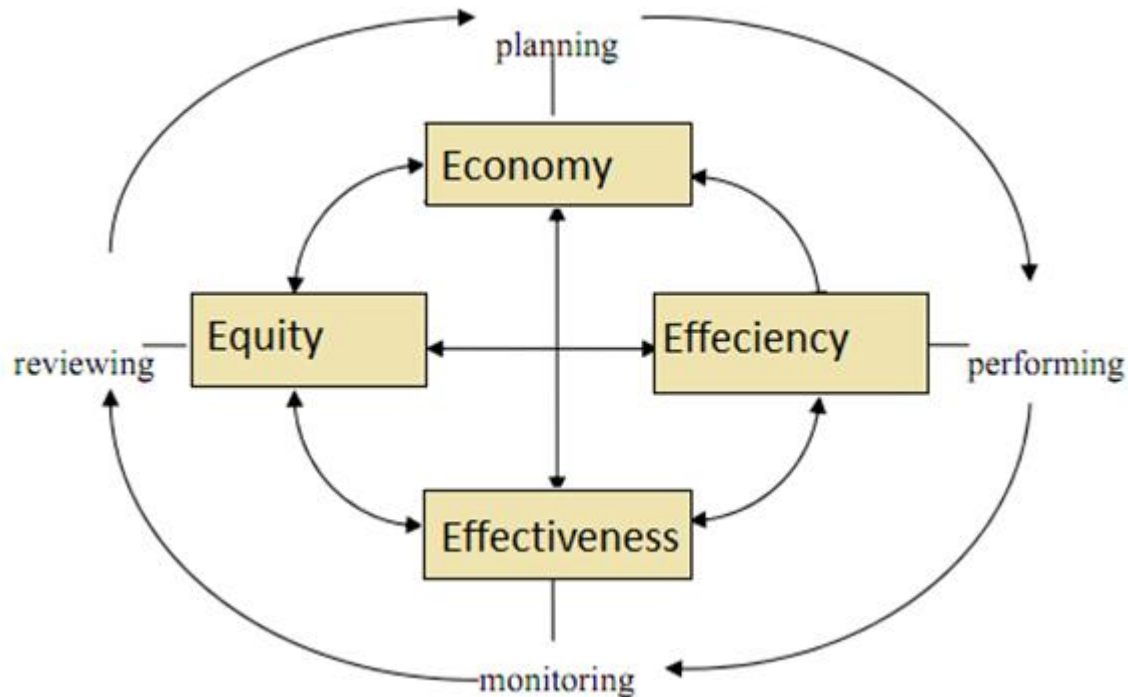 planning
Economy
Equity
Effeciency
reviewing
performing
Effectiveness
monitoring